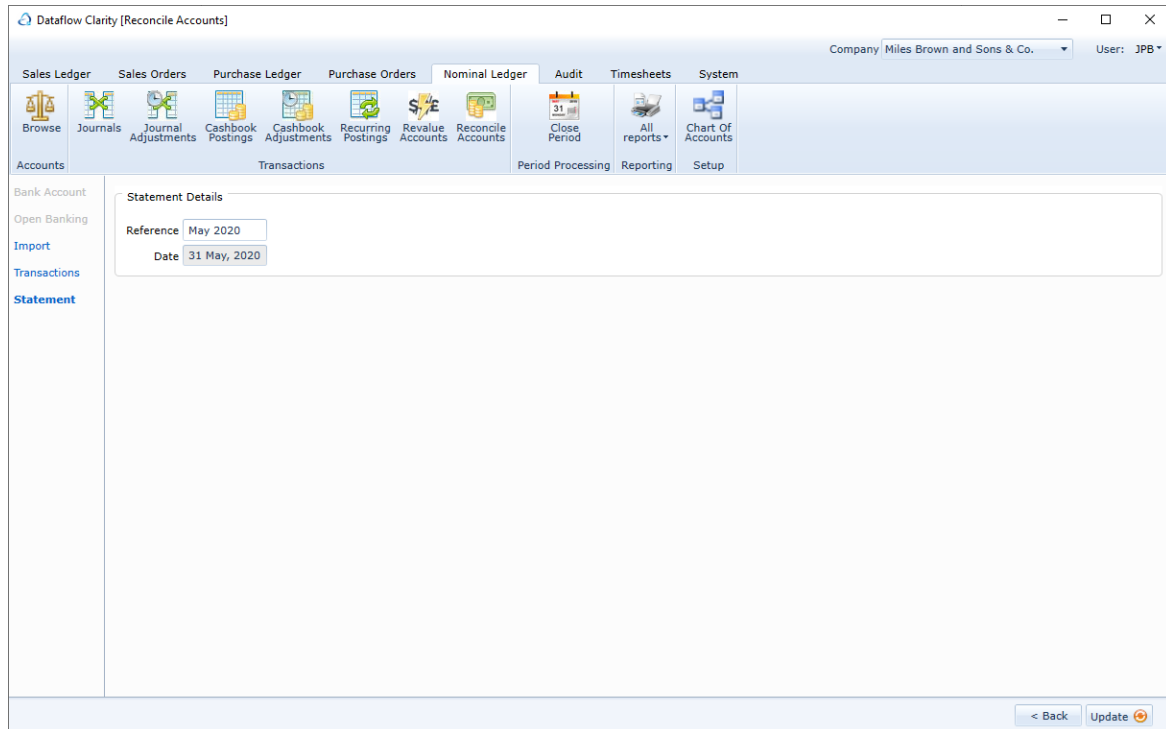 Dataflow Clarity [Reconcile Accounts]
Company Miles Brown and Sons & Co. User: JPB
Sales Ledger Sales Orders Purchase Ledger Purchase Orders Nominal Ledger Audit Timesheets System
Browse Journals Journal Adjustments Cashbook Postings Cashbook Adjustments Recurring Postings Revalue Accounts Reconcile Accounts Close Period All reports Chart Of Accounts
$ £ 31
Accounts Transactions Period Processing Reporting Setup
Bank Account
Open Banking
Import
Transactions
Statement
Statement Details
Reference May 2020
Date 31 May, 2020
< Back Update